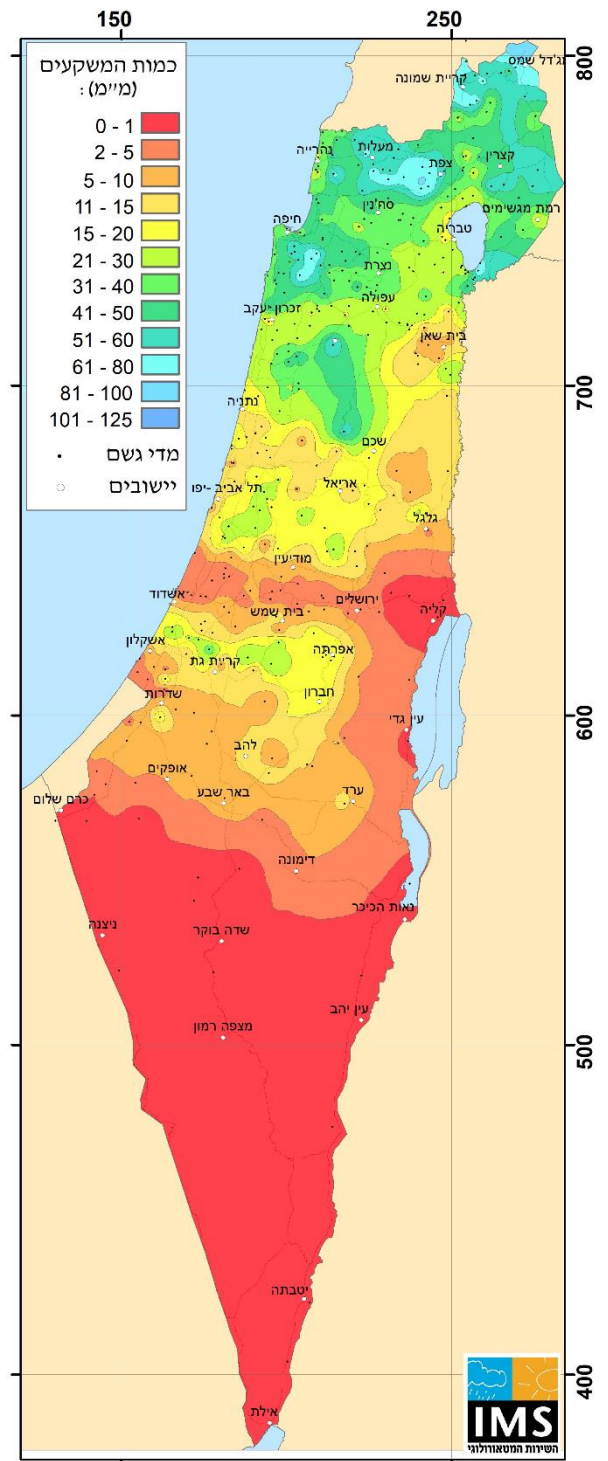 150 250
800
700
600
500
400
כמות המשקעים
(מ"מ):
0 - 1
2 - 5
5 - 10
11 - 15
15 - 20
21 - 30
31 - 40
41 - 50
51 - 60
61 - 80
81 - 100
101 - 125
מדי גשם
יישובים
מג'דל שמס
קריית שמונה
מעלות
נהרייה
צפת
קצרין
סח'נין
רמת מגשימים
טבריה
חיפה
נצרת
עפולה
זכרון יעקב
בית שאן
נתניה
שכם
אריאל
תל אביב -יפו
גלגל
מודיעין
אשדוד
ירושלים
קליה
בית שמש
אשקלון
אפרתה
קריית גת
חברון
שדרות
עין גדי
להב
אופקים
באר שבע
ערד
כרם שלום
דימונה
נאות הכיכר
ניצנה
שדה בוקר
עין יהב
מצפה רמון
יטבתה
אילת
IMS
השירות המטאורולוגי